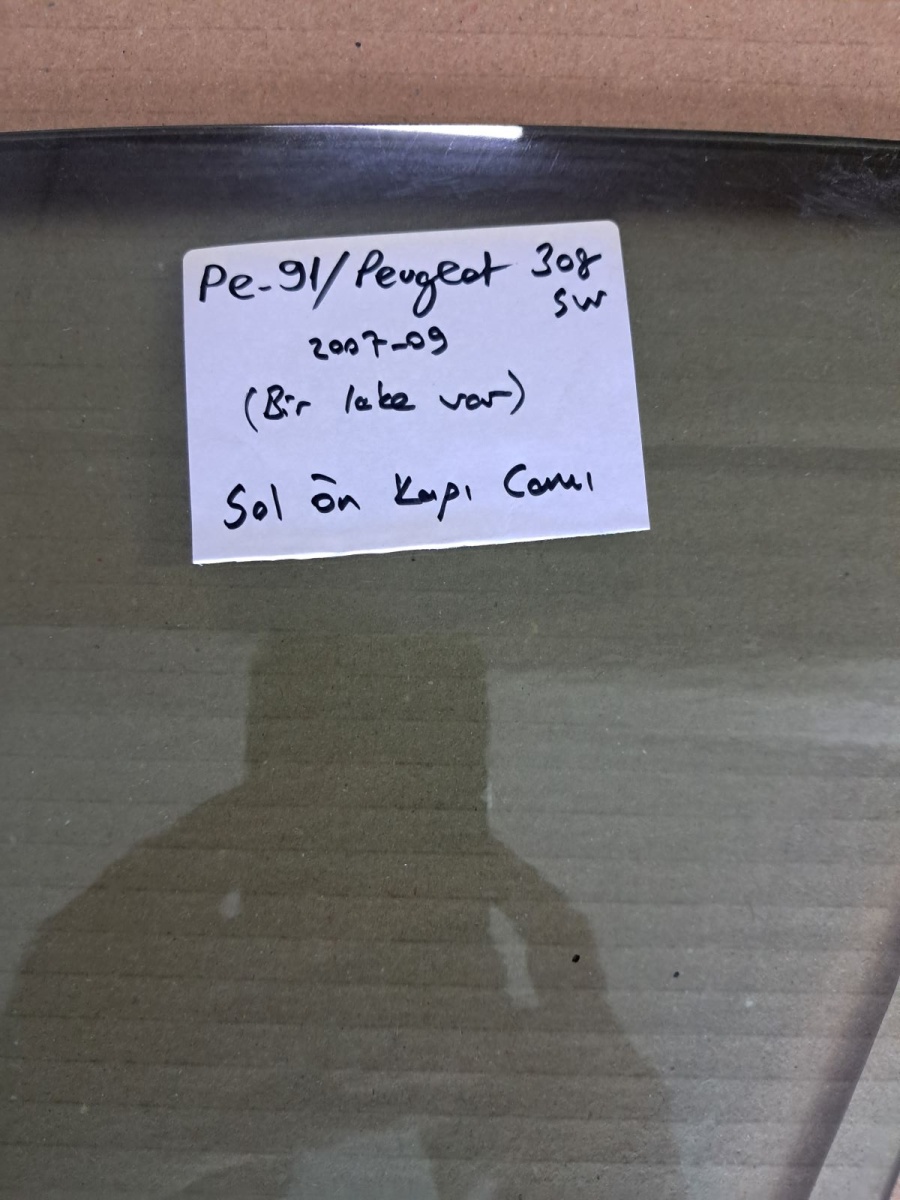 Pe-91/Peugeot 308
SW
2007-09
(Bir leke var)
Sol ön Kapı Camı